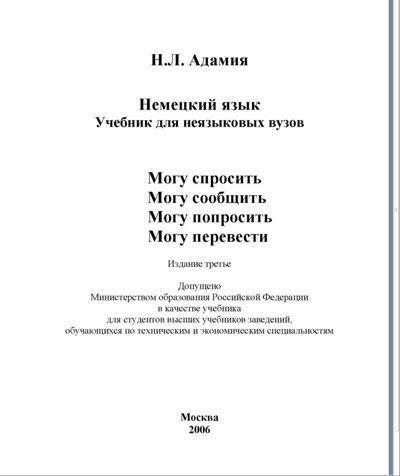 Н.Л. Адамия
Немецкий язык
Учебник для неязыковых вузов
Могу спросить
Могу сообщить
Могу попросить
Могу перевести
Издание третье
Допущено
Министерством образования Российской Федерации
в качестве учебника
для студентов высших учебников заведений,
обучающихся по техническим и экономическим специальностям
Москва
2006